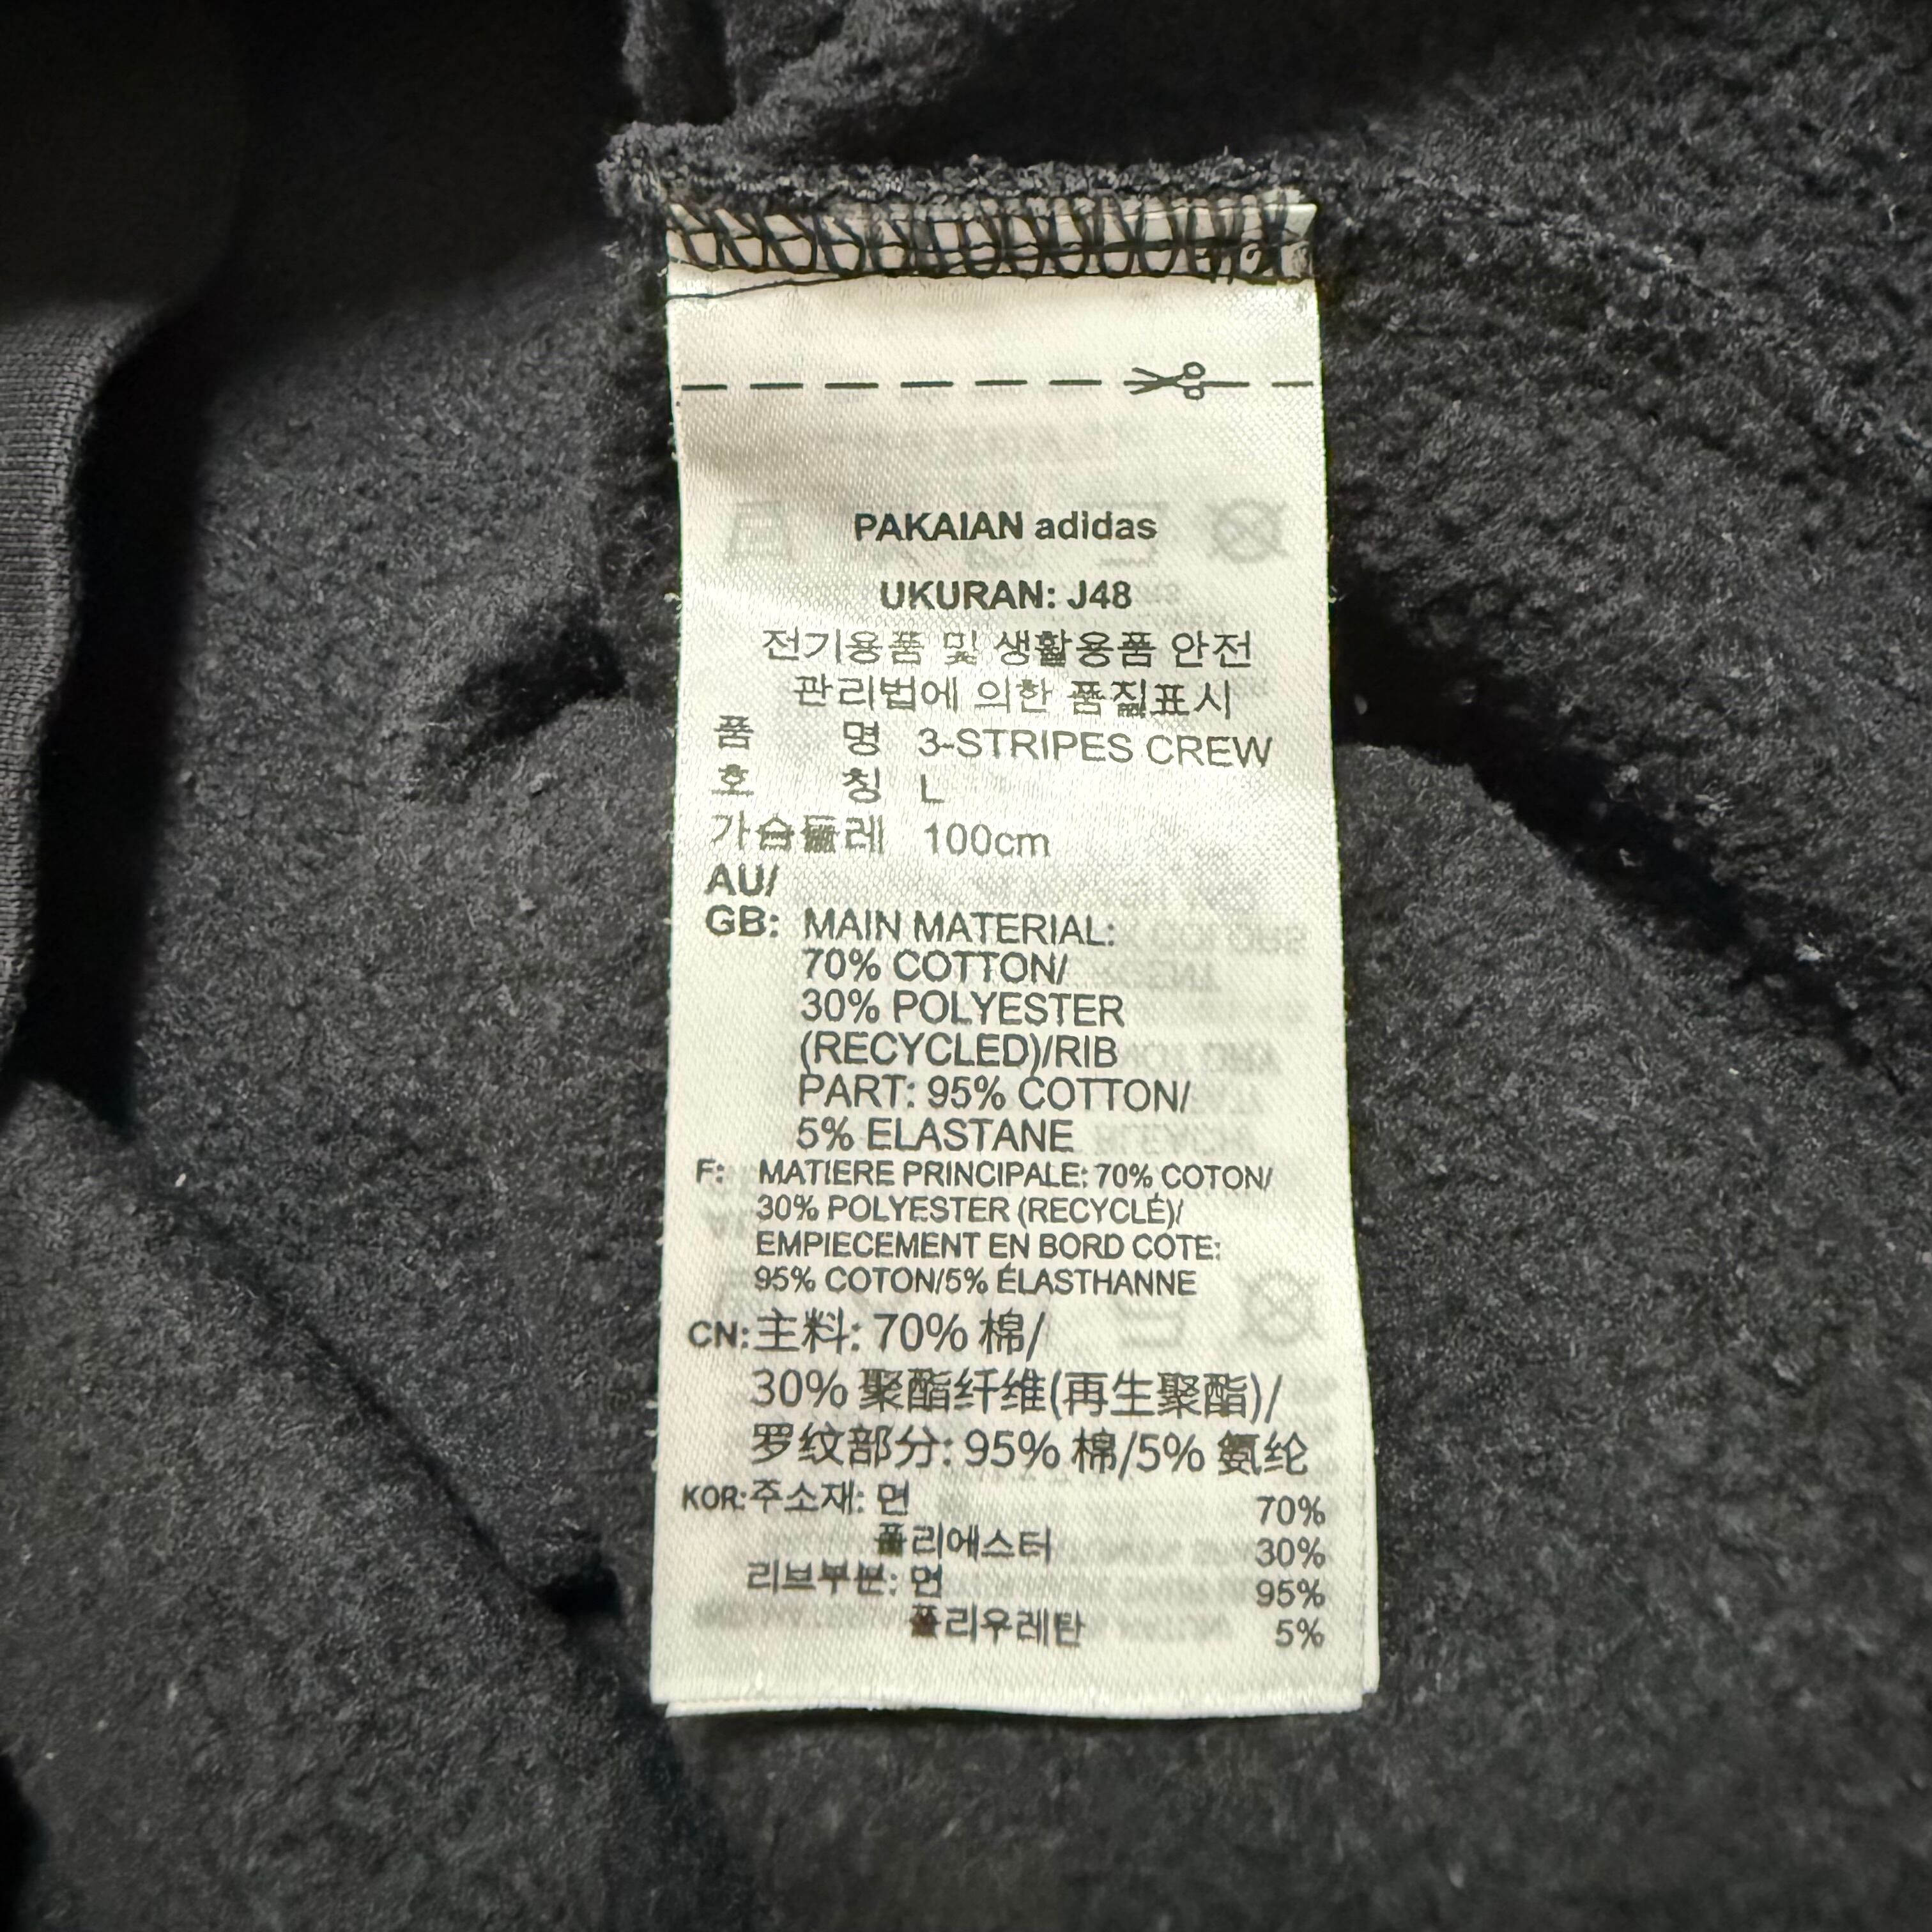 PAKAIAN adidas
UKURAN: J48
전기용품 및 생활용품 안전
관리법에 의한 품질표시
품 명 3-STRIPES CREW
호 칭 L
가슴둘레 100cm
AU/
GB: MAIN MATERIAL:
70% COTTON/
30% POLYESTER
(RECYCLED)/RIB
PART: 95% COTTON/
5% ELASTANE
F: MATIERE PRINCIPALE: 70% COTON/
30% POLYESTER (RECYCLÉ)/
EMPIECEMENT EN BORD COTE:
95% COTON/5% ÉLASTHANNE
CN:主料: 70% 棉/
30% 聚酯纤维(再生聚酯)/
罗纹部分: 95% 棉/5% 氨纶
KOR:주소재: 면 70%
폴리에스터 30%
리브부분: 면 95%
폴리우레탄 5%